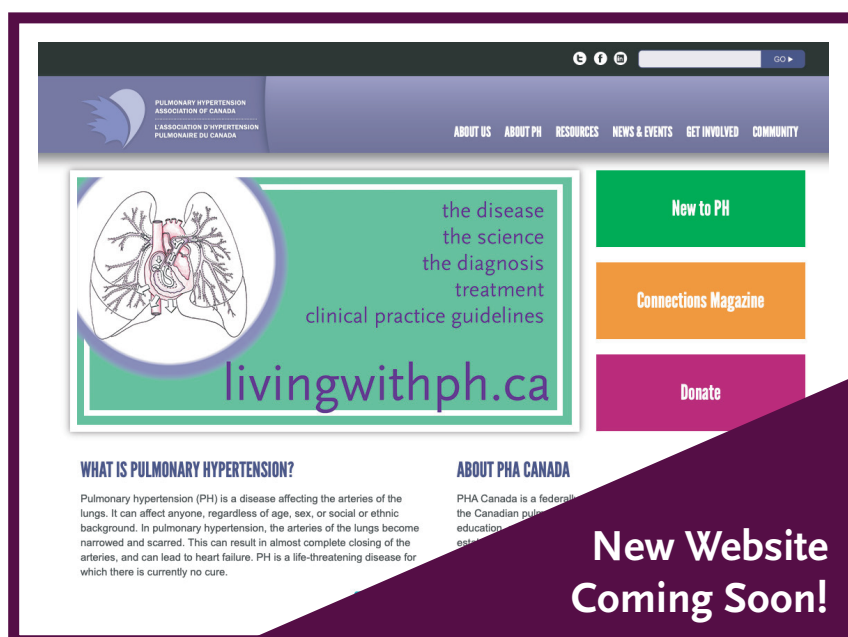 GO
PULMONARY HYPERTENSION
ASSOCIATION OF CANADA
L'ASSOCIATION D'HYPERTENSION
PULMONAIRE DU CANADA
ABOUT US ABOUT PH RESOURCES NEWS & EVENTS GET INVOLVED COMMUNITY
the disease
the science
the diagnosis
treatment
clinical practice guidelines
livingwithph.ca
New to PH
Connections Magazine
Donate
WHAT IS PULMONARY HYPERTENSION?
Pulmonary hypertension (PH) is a disease affecting the arteries of the
lungs. It can affect anyone, regardless of age, sex, or social or ethnic
background. In pulmonary hypertension, the arteries of the lungs become
narrowed and scarred. This can result in almost complete closing of the
arteries, and can lead to heart failure. PH is a life-threatening disease for
which there is currently no cure.
ABOUT PHA CANADA
PHA Canada is a federally
the Canadian
education
New Website
Coming Soon!